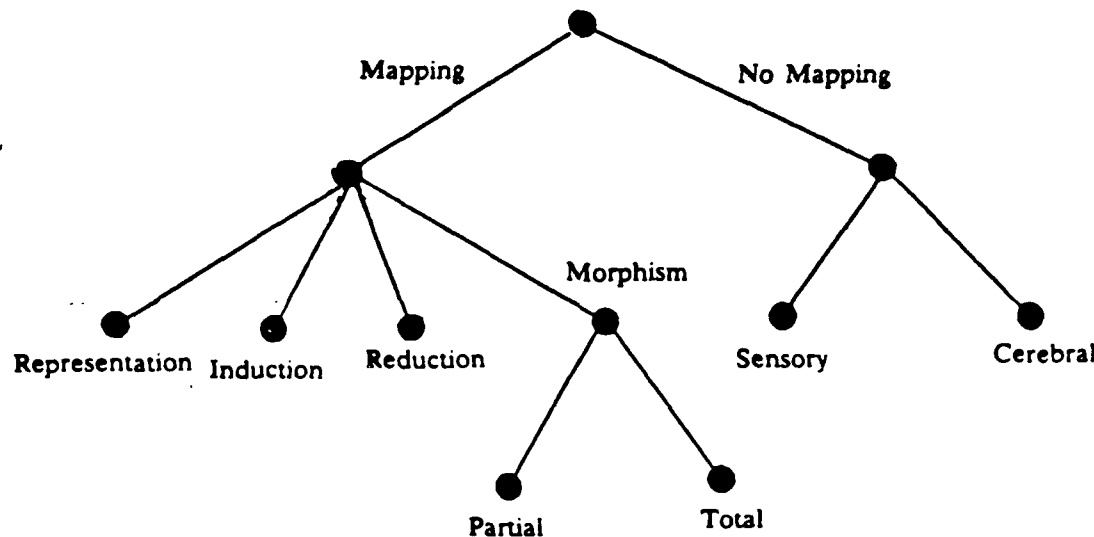 Mapping
No Mapping
Morphism
Representation
Induction
Reduction
Sensory
Cerebral
Partial
Total